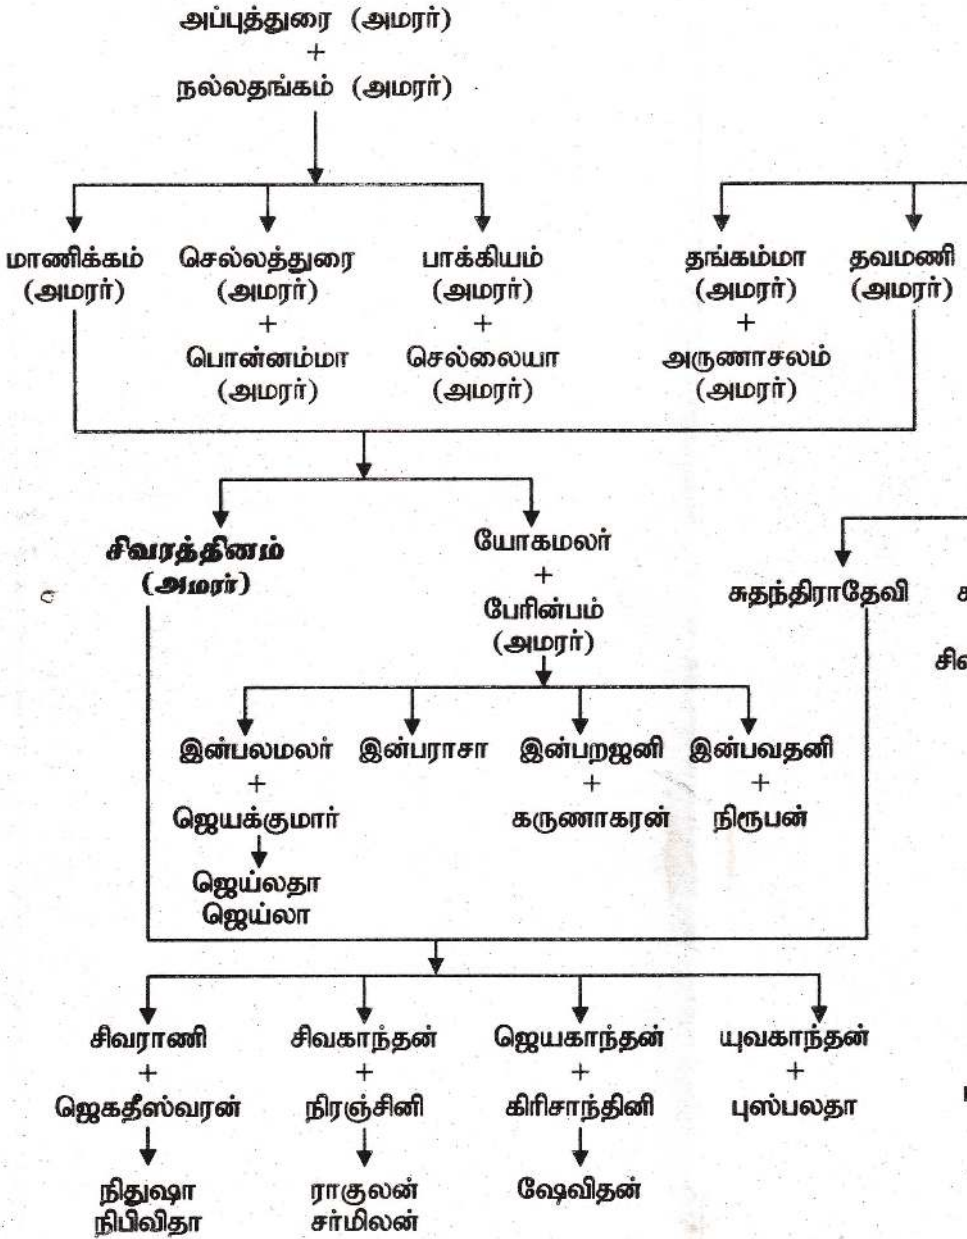 அப்புத்துரை (அமரர்)
+
நல்லதங்கம் (அமரர்)
மாணிக்கம் செல்லத்துரை பாக்கியம் தங்கம்மா தவமணி
(அமரர்) (அமரர்) (அமரர்) (அமரர்) (அமரர்)
+ + +
பொன்னம்மா செல்லையா அருணாசலம்
(அமரர்) (அமரர்) (அமரர்)
சிவரத்தினம் யோகமலர்
(அமரர்) +
சுதந்திராதேவி
பேரின்பம்
(அமரர்)
இன்பலமலர் இன்பராசா இன்பறஜனி இன்பவதனி
+ + +
ஜெயக்குமார் கருணாகரன் நிரூபன்
ஜெய்லதா
ஜெய்லா
சிவராணி சிவகாந்தன் ஜெயகாந்தன் யுவகாந்தன்
+ + + +
ஜெகதீஸ்வரன் நிரஞ்சினி கிரிசாந்தினி புஸ்பலதா
நிதுஷா ராகுலன் ஷேவிதன்
நிபிவிதா சர்மிலன்